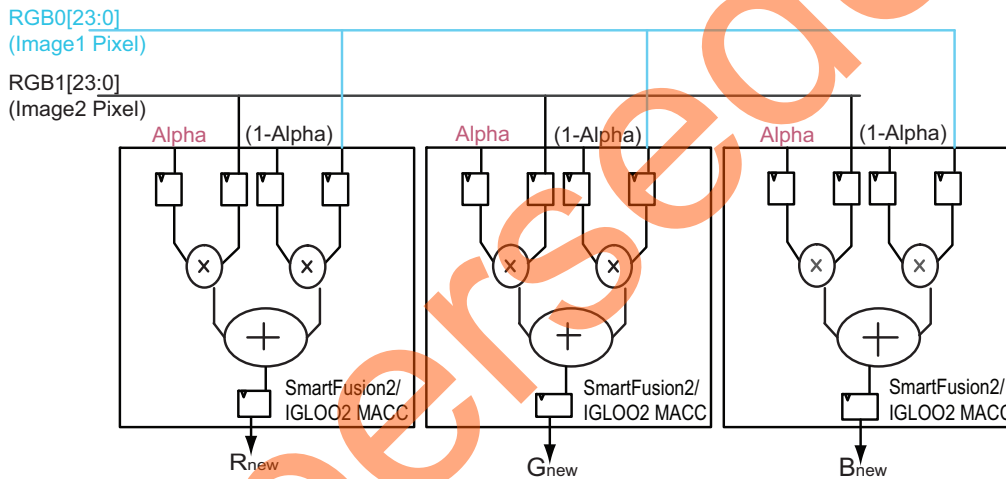 RGB0[23:0]
(Image1 Pixel)
RGB1[23:0]
(Image2 Pixel)
Alpha
(1-Alpha)
Alpha
(1-Alpha)
Alpha
(1-Alpha)
x
x
x
x
x
x
+
+
+
SmartFusion2/
IGLOO2 MACC
SmartFusion2/
IGLOO2 MACC
SmartFusion2/
IGLOO2 MACC
Rnew
Gnew
Bnew